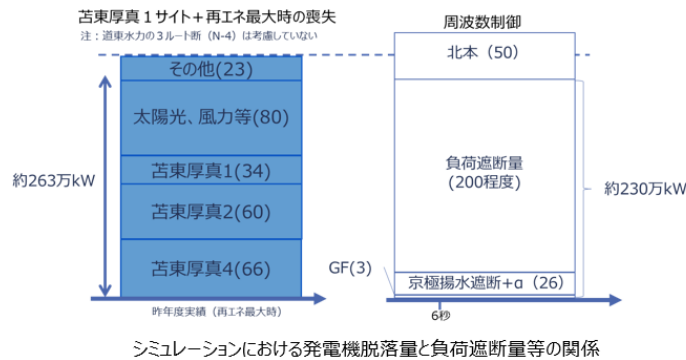 苫東厚真１サイト＋再エネ最大時の喪失
注：道東水力の３ルート断（N-4）は考慮していない
その他(23)
太陽光、風力等(80)
苫東厚真1(34)
苫東厚真2(60)
苫東厚真4(66)
約263万kW
昨年度実績（再エネ最大時）
周波数制御
北本（50）
負荷遮断量
(200程度)
約230万kW
GF(3)
京極揚水遮断+α（26）
6秒
シミュレーションにおける発電機脱落量と負荷遮断量等の関係